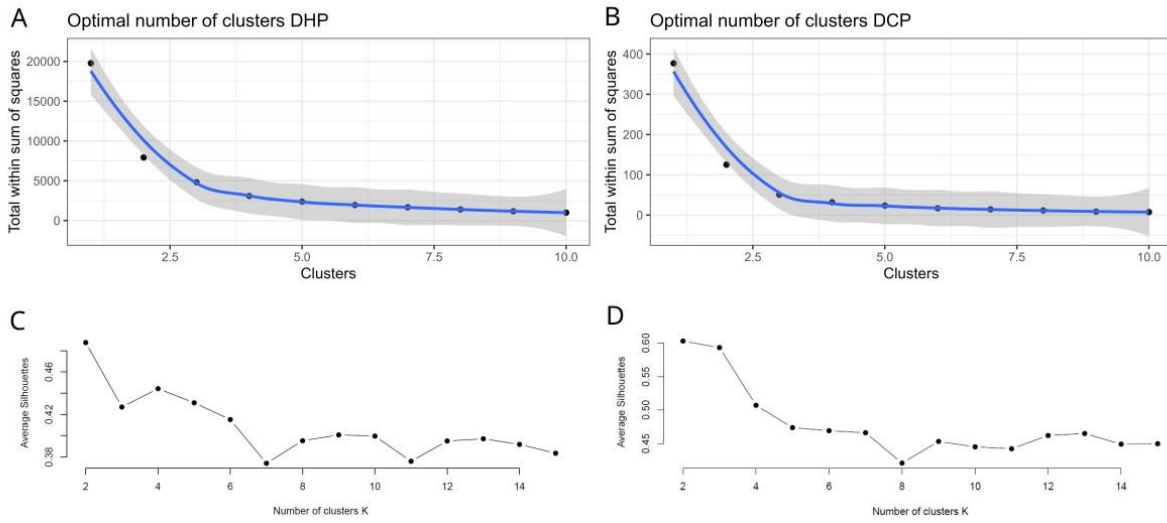 A
Optimal number of clusters DHP
Total within sum of squares
20000
15000
10000
5000
0
2.5
5.0
7.5
10.0
Clusters
B
Optimal number of clusters DCP
Total within sum of squares
400
300
200
100
0
2.5
5.0
7.5
10.0
Clusters
C
Average Silhouettes
0.46
0.42
0.38
2
4
6
8
10
12
14
Number of clusters K
D
Average Silhouettes
0.60
0.55
0.50
0.45
2
4
6
8
10
12
14
Number of clusters K